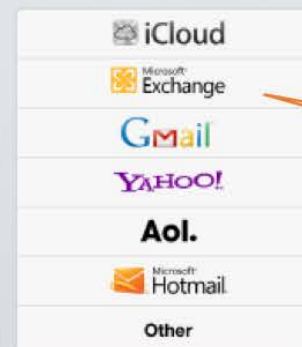 iCloud
Microsoft
Exchange
Gmail
YAHOO!
Aol.
Microsoft
Hotmail
Other